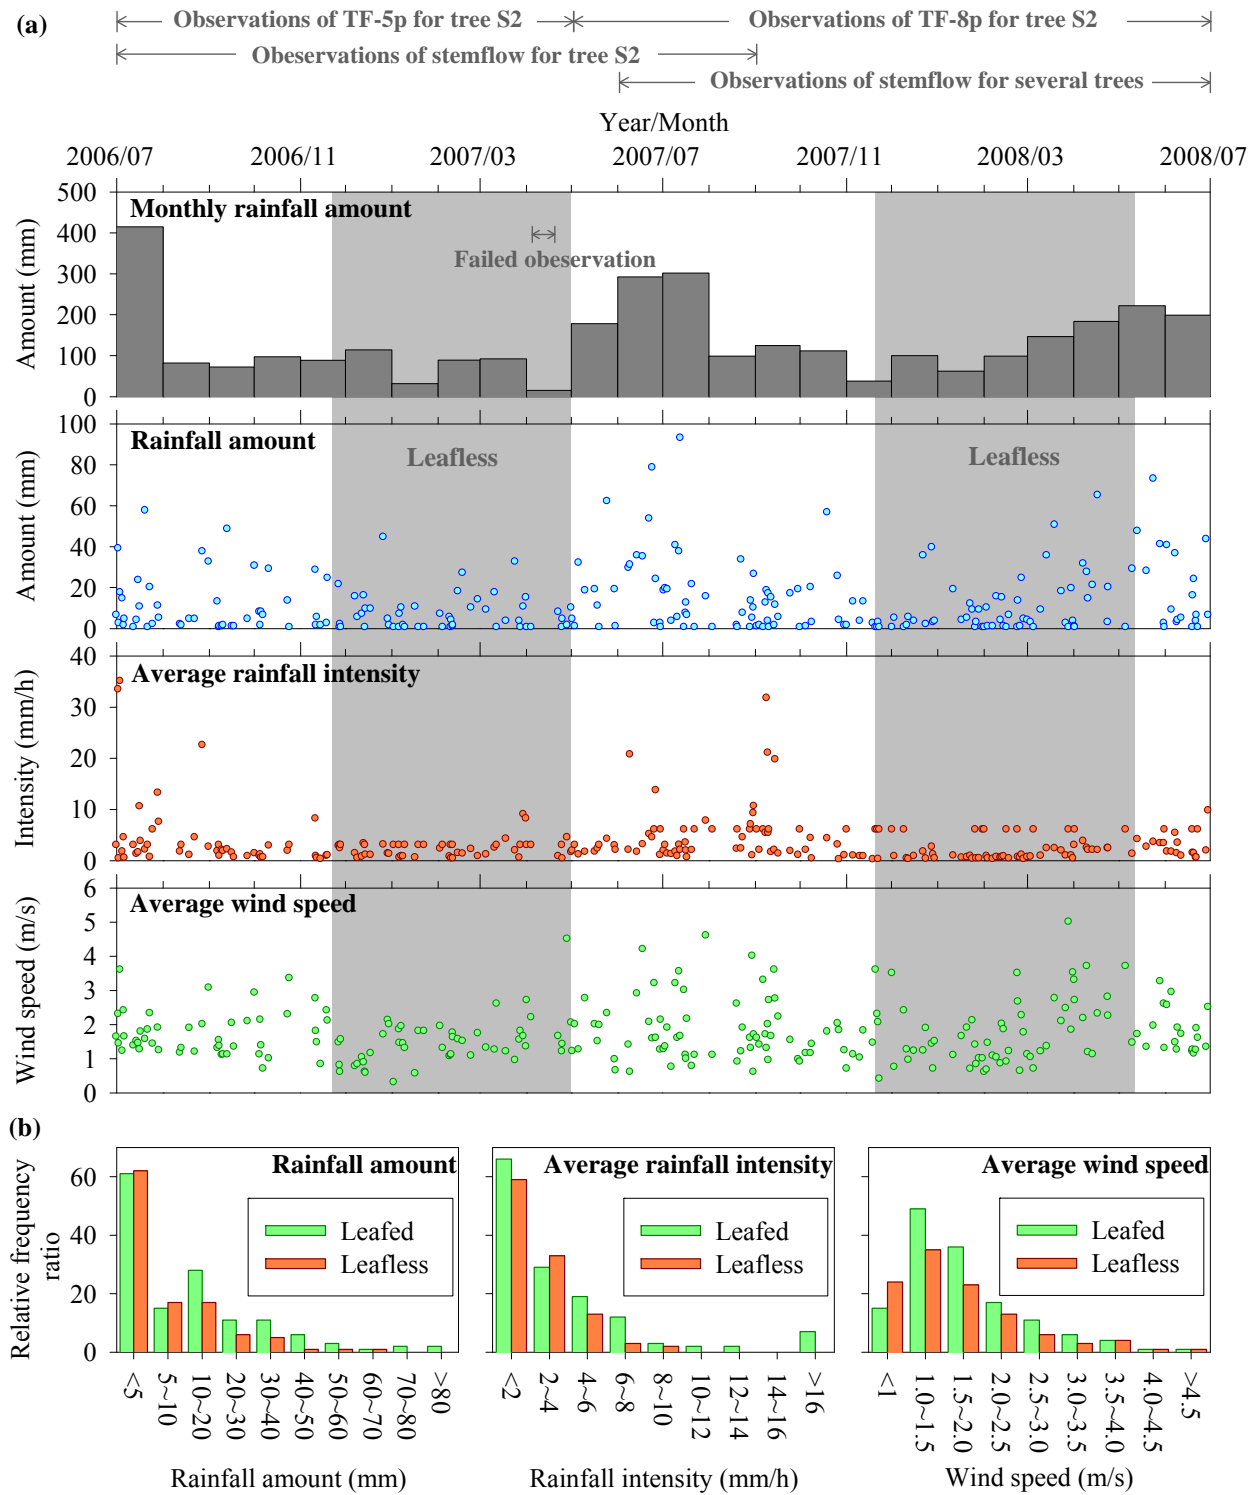 (a)
Observations of TF-5p for tree S2
Observations of TF-8p for tree S2
Obeservations of stemflow for tree S2
Observations of stemflow for several trees
Year/Month
2006/07 2006/11 2007/03 2007/07 2007/11 2008/03 2008/07
Monthly rainfall amount
Failed obeservation
Amount (mm)
500
400
300
200
100
0
Rainfall amount
Leafless
Leafless
Amount (mm)
100
80
60
40
20
0
Average rainfall intensity
Intensity (mm/h)
40
30
20
10
0
Average wind speed
Wind speed (m/s)
6
5
4
3
2
1
0
(b)
Relative frequency
ratio
60
40
20
0
Rainfall amount
Leafed
Leafless
<5 5~10 10~20 20~30 30~40 40~50 50~60 60~70 70~80 >80
Rainfall amount (mm)
Average rainfall intensity
Leafed
Leafless
<2 2~4 4~6 6~8 8~10 10~12 12~14 14~16 >16
Rainfall intensity (mm/h)
Average wind speed
Leafed
Leafless
<1 1.0~1.5 1.5~2.0 2.0~2.5 2.5~3.0 3.0~3.5 3.5~4.0 4.0~4.5 >4.5
Wind speed (m/s)